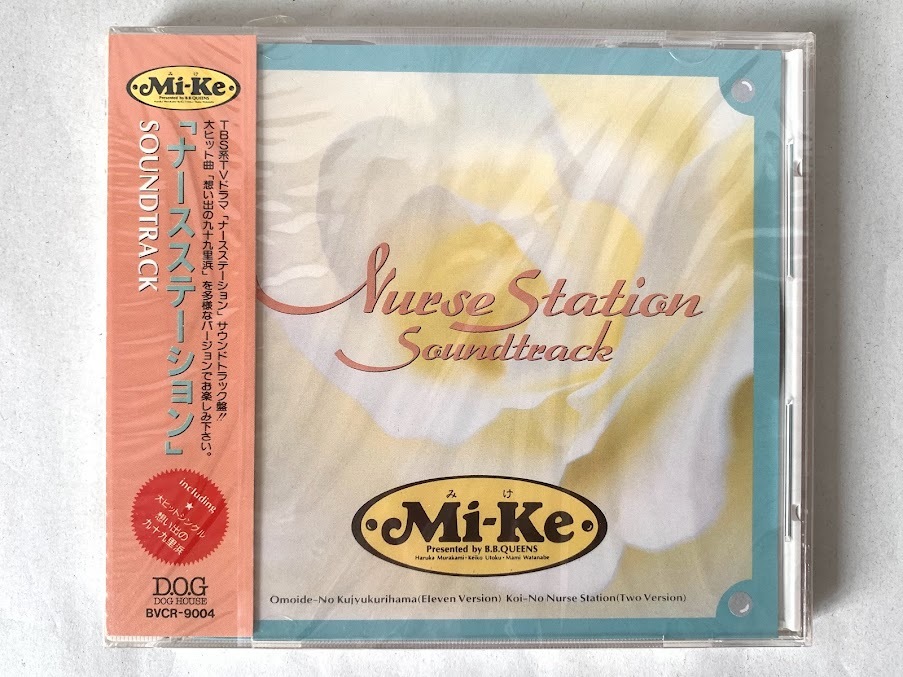 み け
Mi-Ke
Presented by B.B.QUEENS
TBS系TVドラマ「ナースステーション」サウンドトラック盤!!
大ヒット曲「想い出の九十九里浜」を多様なバージョンでお楽しみ下さい。
『ナースステーション』
SOUNDTRACK
including
★
大ヒットシングル
想い出の
九十九里浜
D.O.G
DOG HOUSE
BVCR-9004
Nurse Station
Soundtrack
み け
Mi-Ke
Presented by B.B.QUEENS
Haruka Murakami・Keiko Utoku・Mami Watanabe
Omoide-No Kujvukurihama(Eleven Version) Koi-No Nurse Station(Two Version)